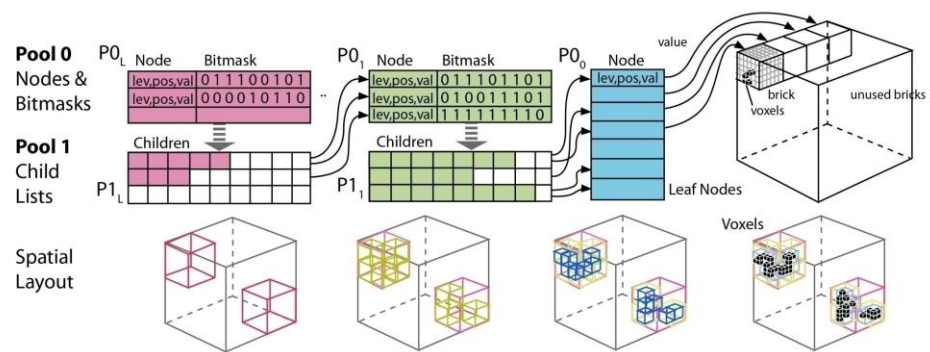 Pool 0
Nodes &
Bitmasks
P0L
Node Bitmask
lev,pos,val 0 1 1 1 0 0 1 0 1
lev,pos,val 0 0 0 0 1 0 1 1 0
..
P01
Node Bitmask
lev,pos,val 0 1 1 1 0 1 1 0 1
lev,pos,val 0 1 0 0 1 1 1 0 1
lev,pos,val 1 1 1 1 1 1 1 1 0
P00
Node
lev,pos,val
value
brick
voxels
unused bricks
Pool 1
Child
Lists
P1L
Children
P11
Children
Leaf Nodes
Spatial
Layout
Voxels